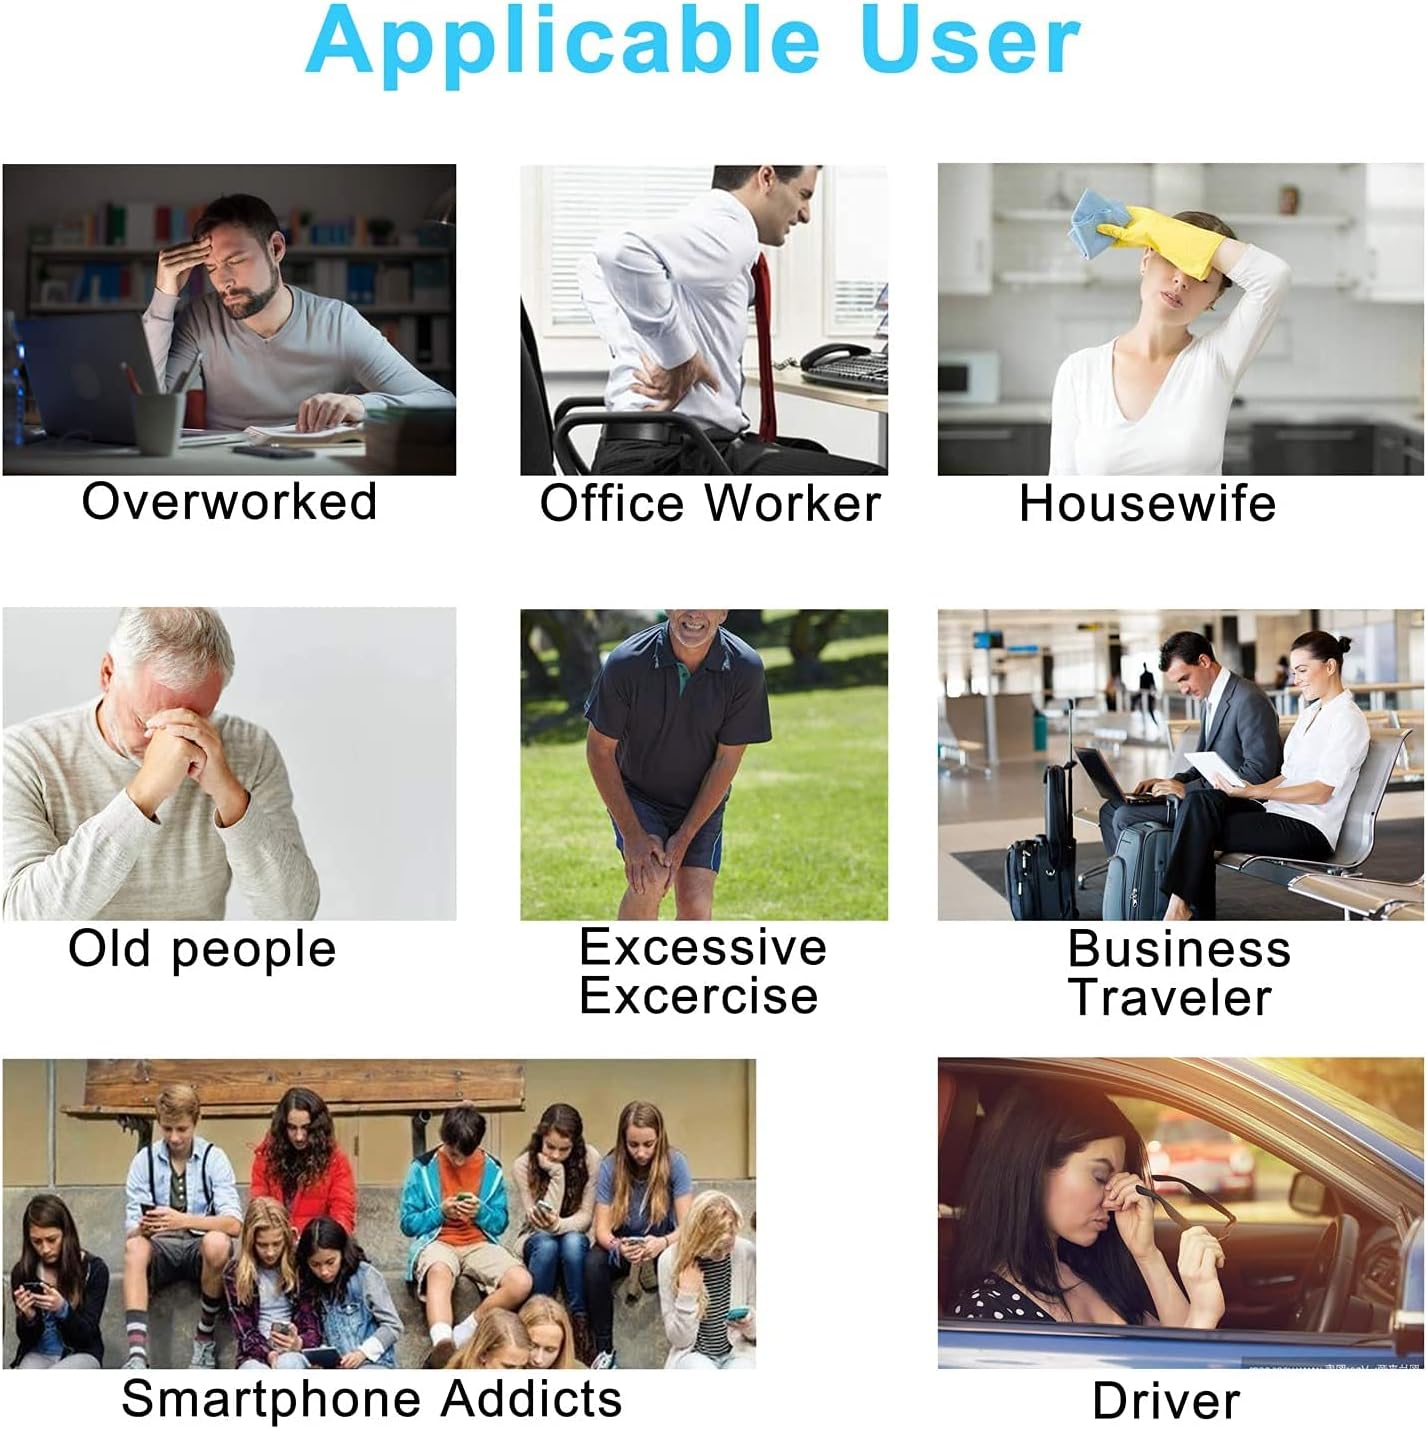 Applicable User
Overworked
Office Worker
Housewife
Old people
Excessive
Excercise
Business
Traveler
Smartphone Addicts
Driver